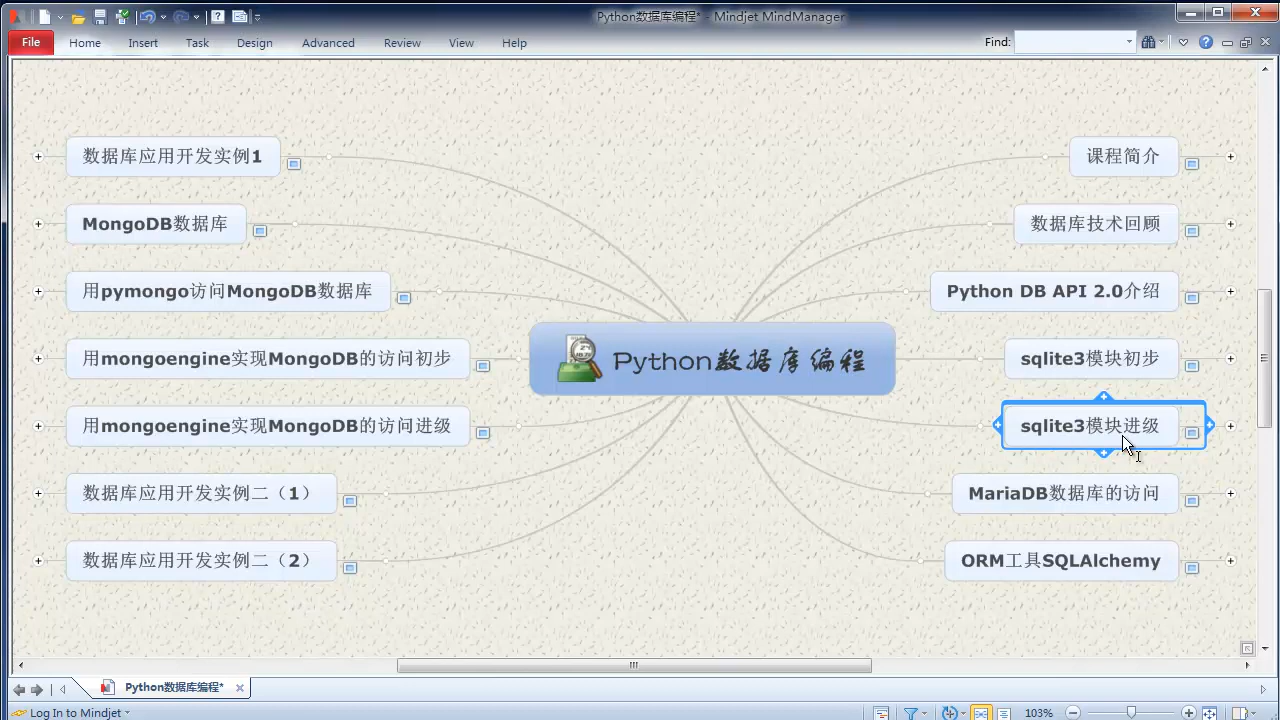 Python数据库编程* - Mindjet MindManager
File Home Insert Task Design Advanced Review View Help Find:
数据库应用开发实例1
MongoDB数据库
用pymongo访问MongoDB数据库
用mongoengine实现MongoDB的访问初步
用mongoengine实现MongoDB的访问进级
数据库应用开发实例二（1）
数据库应用开发实例二（2）
Python数据库编程
课程简介
数据库技术回顾
Python DB API 2.0介绍
sqlite3模块初步
sqlite3模块进级
MariaDB数据库的访问
ORM工具SQLAlchemy
Python数据库编程*
Log In to Mindjet
103%